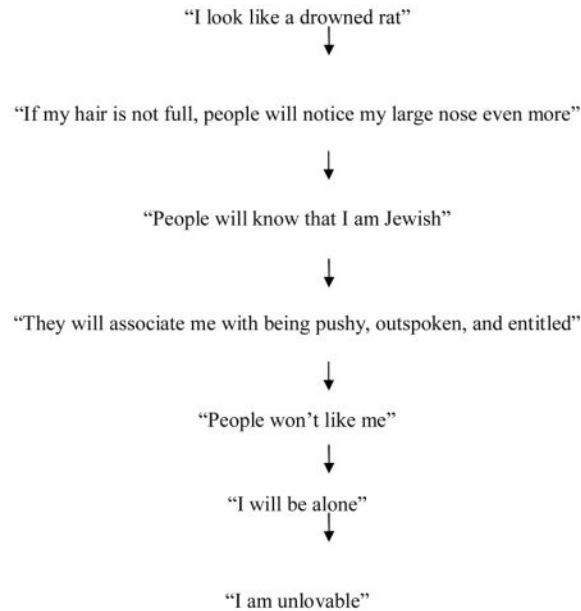 “I look like a drowned rat”
“If my hair is not full, people will notice my large nose even more”
“People will know that I am Jewish”
“They will associate me with being pushy, outspoken, and entitled”
“People won’t like me”
“I will be alone”
“I am unlovable”